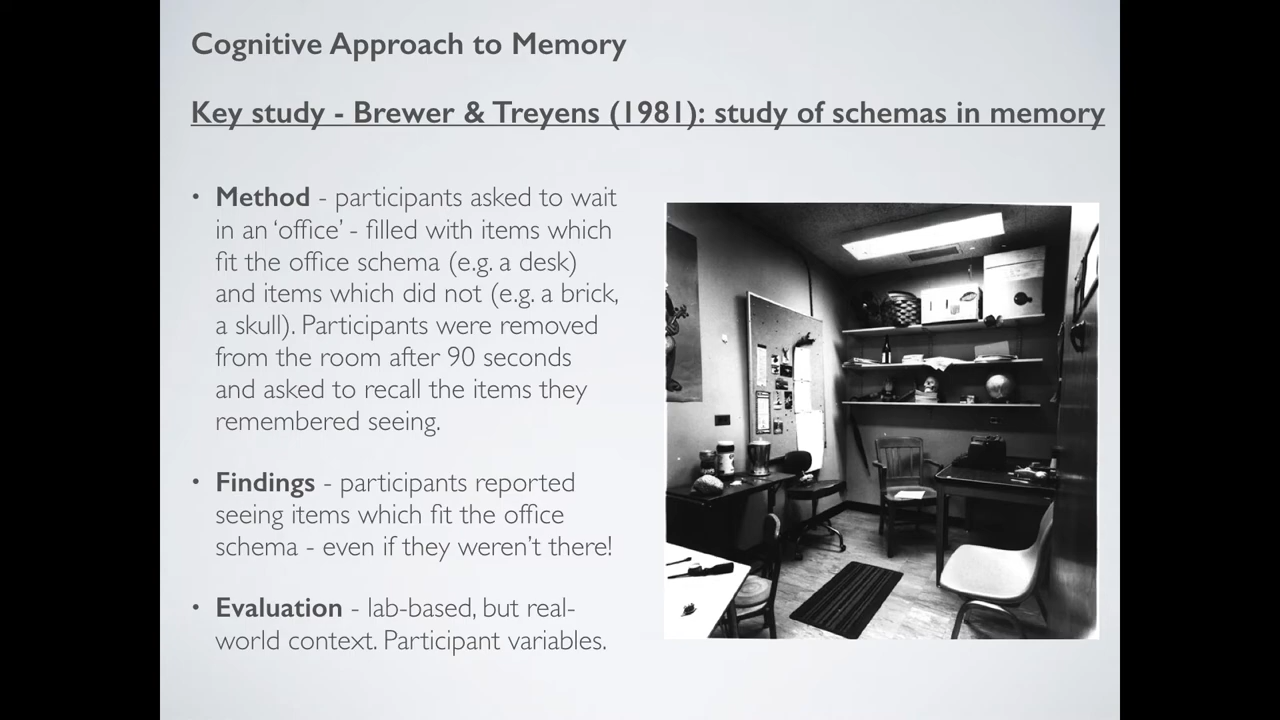 Cognitive Approach to Memory
Key study - Brewer & Treyens (1981): study of schemas in memory
• Method - participants asked to wait
in an ‘office’ - filled with items which
fit the office schema (e.g. a desk)
and items which did not (e.g. a brick,
a skull). Participants were removed
from the room after 90 seconds
and asked to recall the items they
remembered seeing.
• Findings - participants reported
seeing items which fit the office
schema - even if they weren’t there!
• Evaluation - lab-based, but real-
world context. Participant variables.